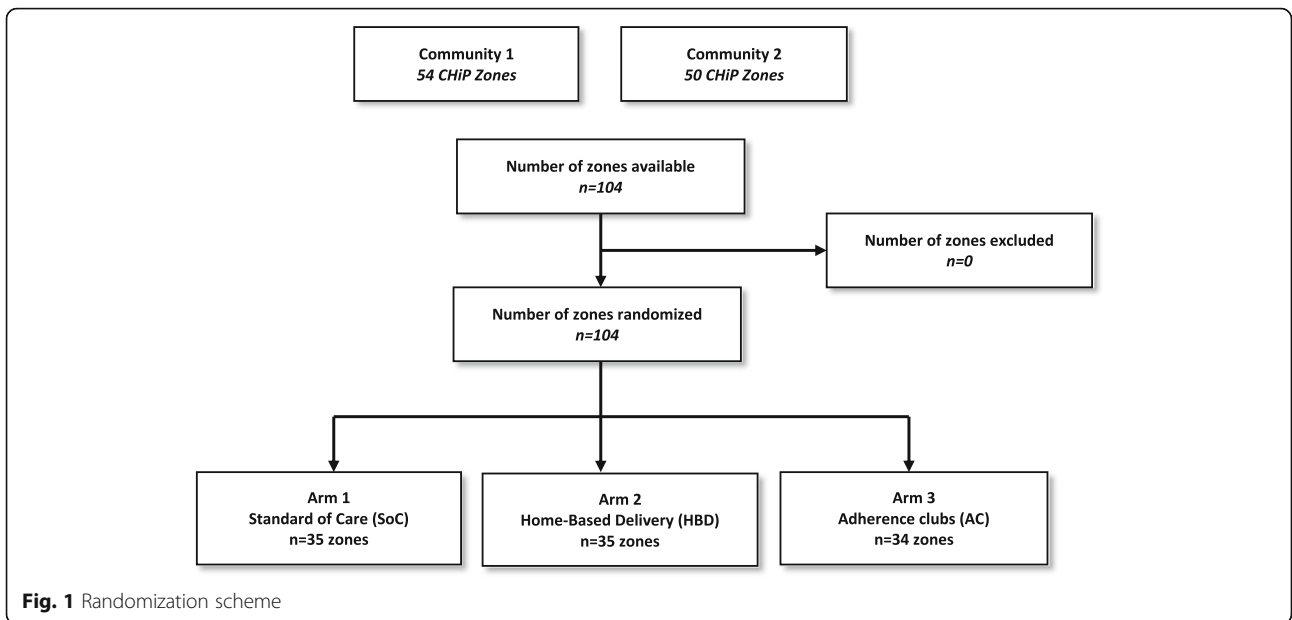 Community 1
54 CHiP Zones
Community 2
50 CHiP Zones
Number of zones available
n=104
Number of zones excluded
n=0
Number of zones randomized
n=104
Arm 1
Standard of Care (SoC)
n=35 zones
Arm 2
Home-Based Delivery (HBD)
n=35 zones
Arm 3
Adherence clubs (AC)
n=34 zones
Fig. 1 Randomization scheme